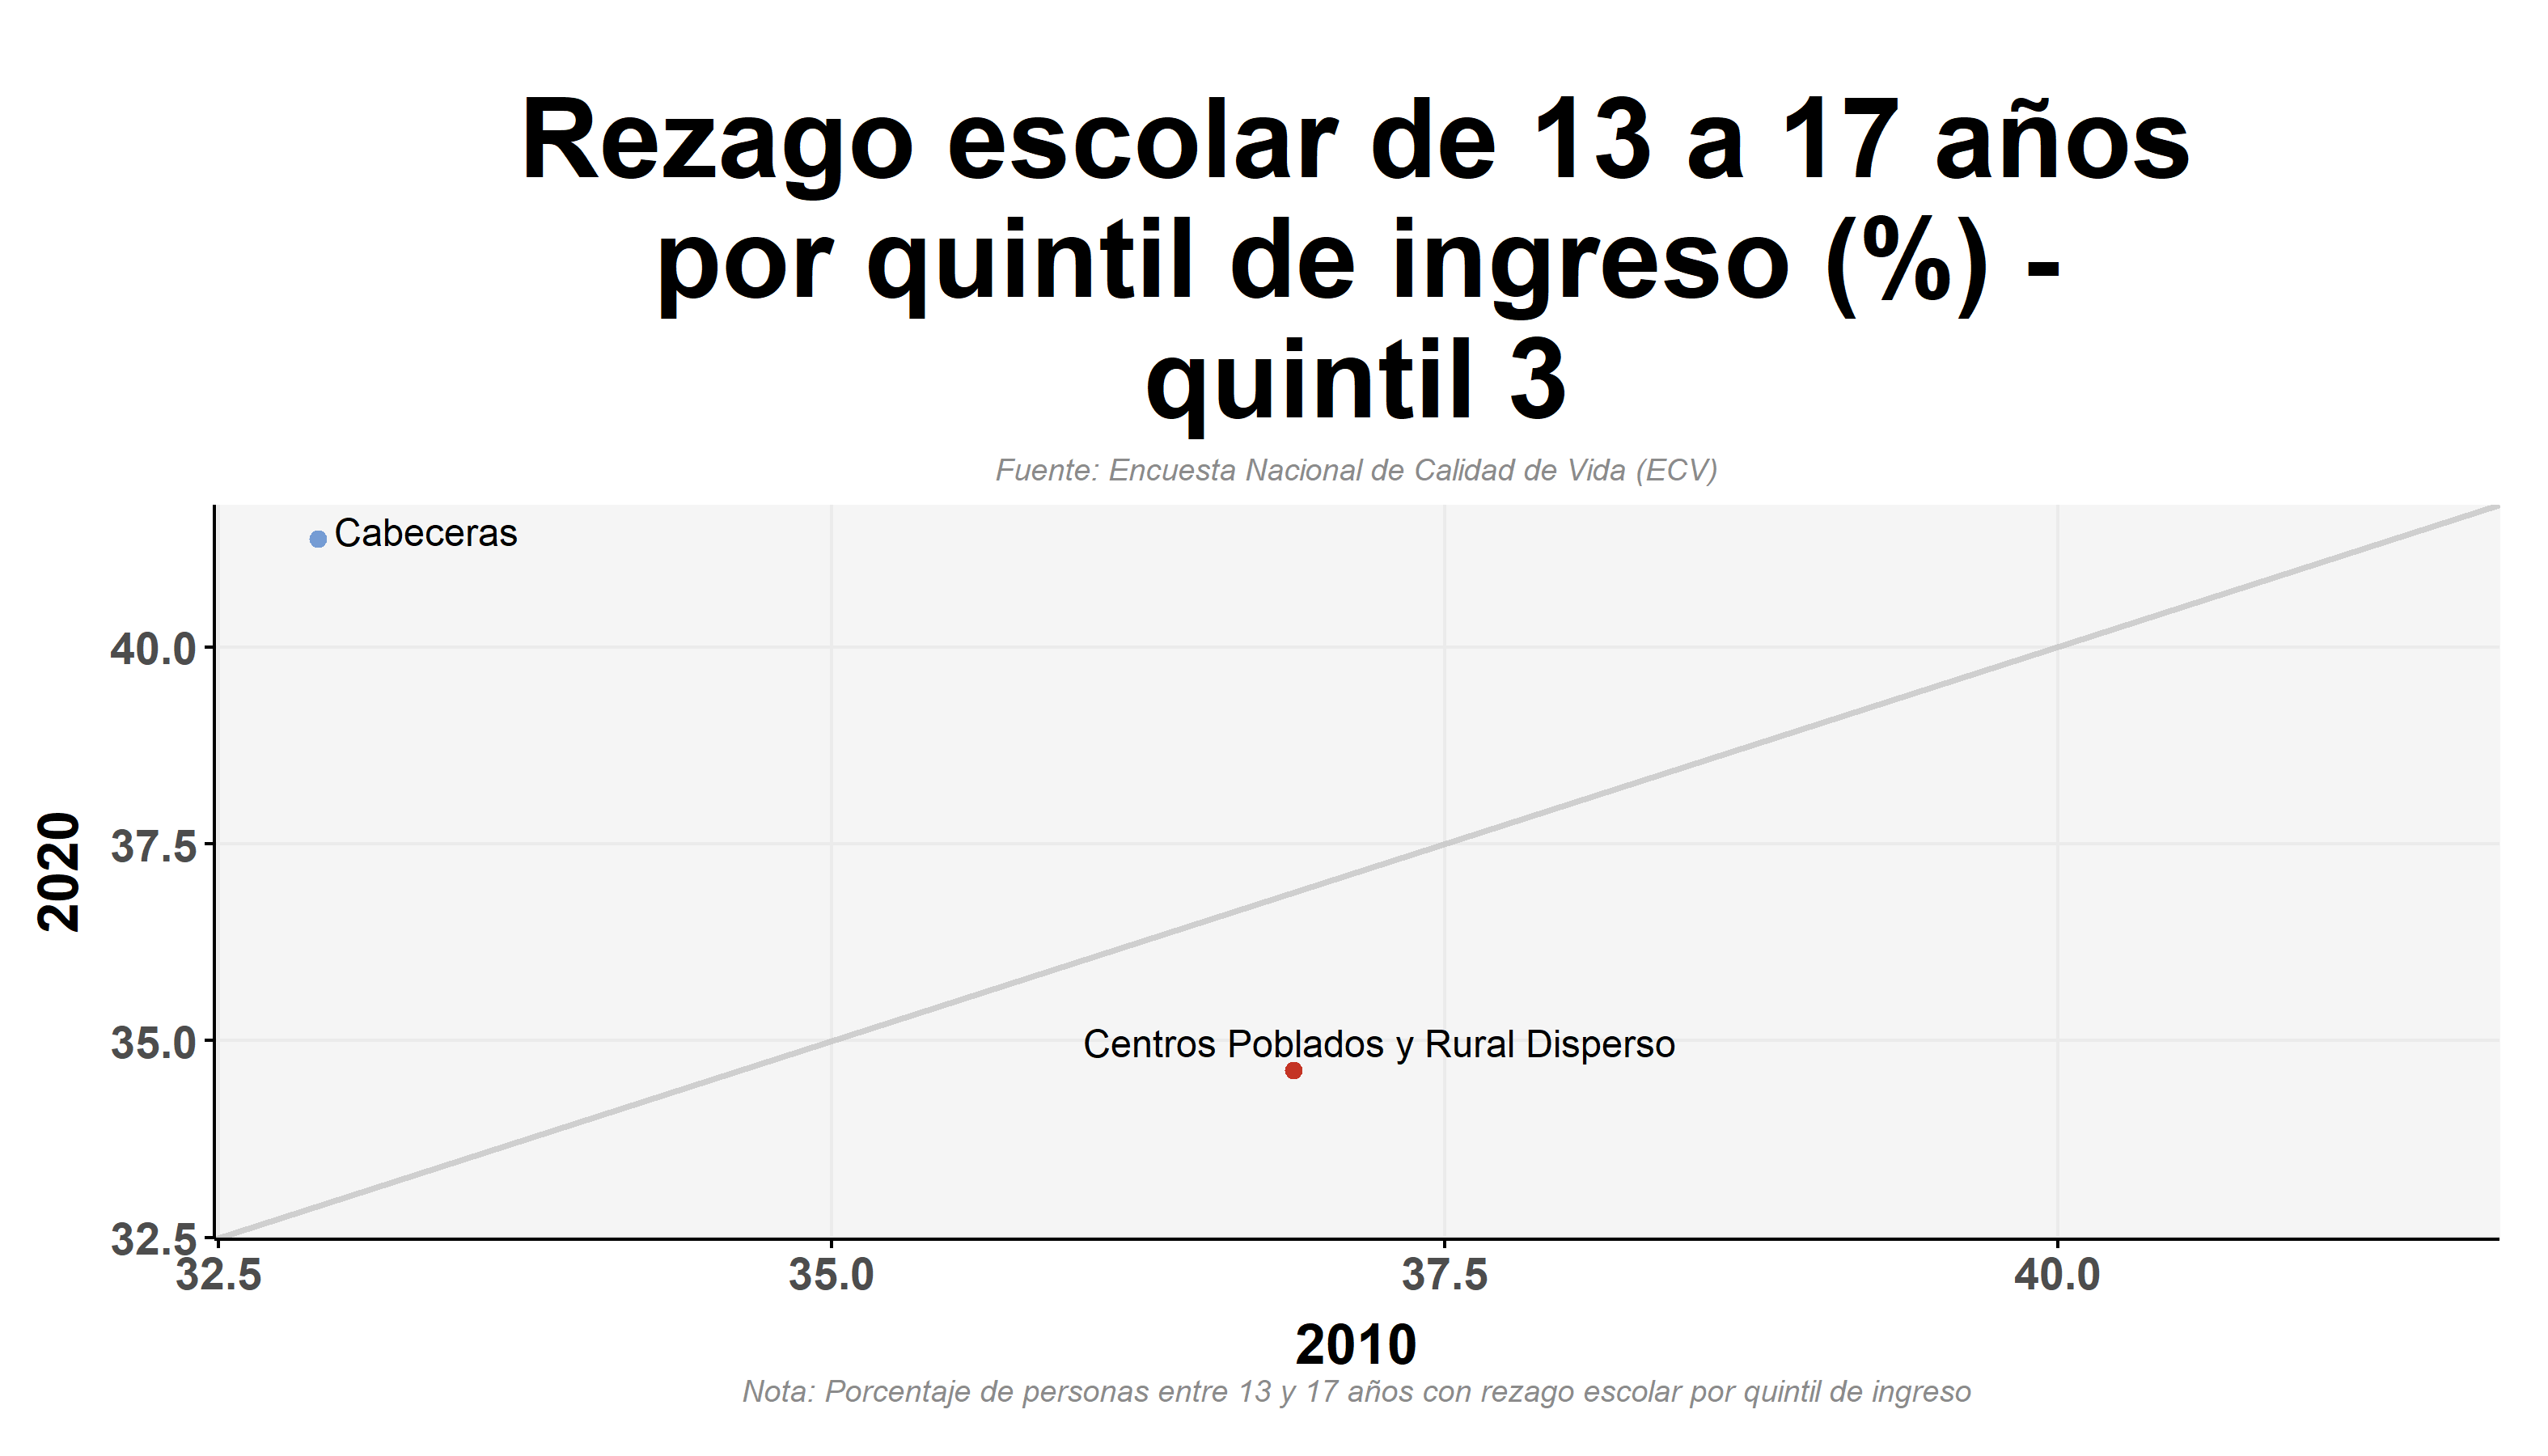 Rezago escolar de 13 a 17 años
por quintil de ingreso (%) -
quintil 3
Fuente: Encuesta Nacional de Calidad de Vida (ECV)
Cabeceras
40.0
37.5
2020
Centros Poblados y Rural Disperso
35.0
32.5
32.5
35.0
37.5
40.0
2010
Nota: Porcentaje de personas entre 13 y 17 años con rezago escolar por quintil de ingreso